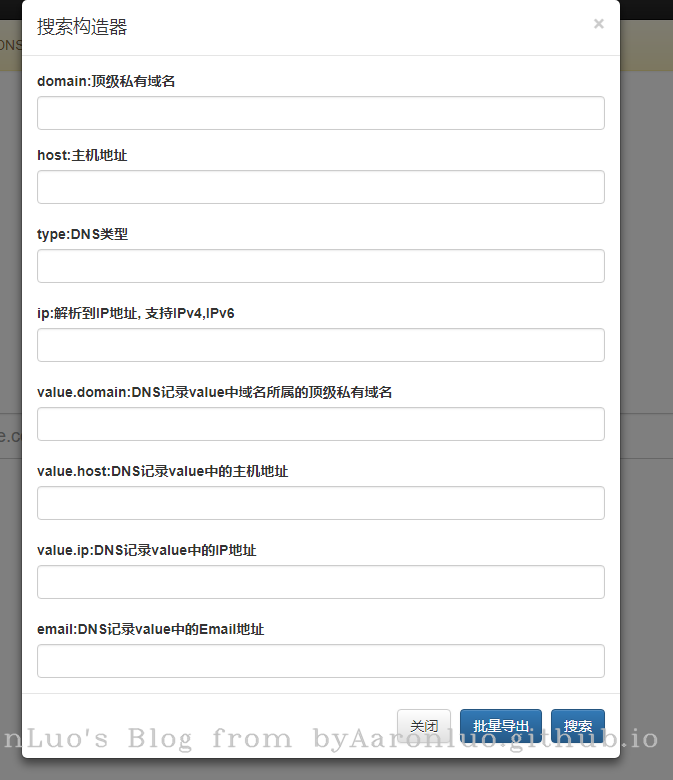 搜索构造器
×
DNS
domain:顶级私有域名
host:主机地址
type:DNS类型
ip:解析到IP地址, 支持IPv4,IPv6
value.domain:DNS记录value中域名所属的顶级私有域名
e.c
value.host:DNS记录value中的主机地址
value.ip:DNS记录value中的IP地址
email:DNS记录value中的Email地址
关闭 批量导出 搜索
nLuo's Blog from byAaronluo.github.io